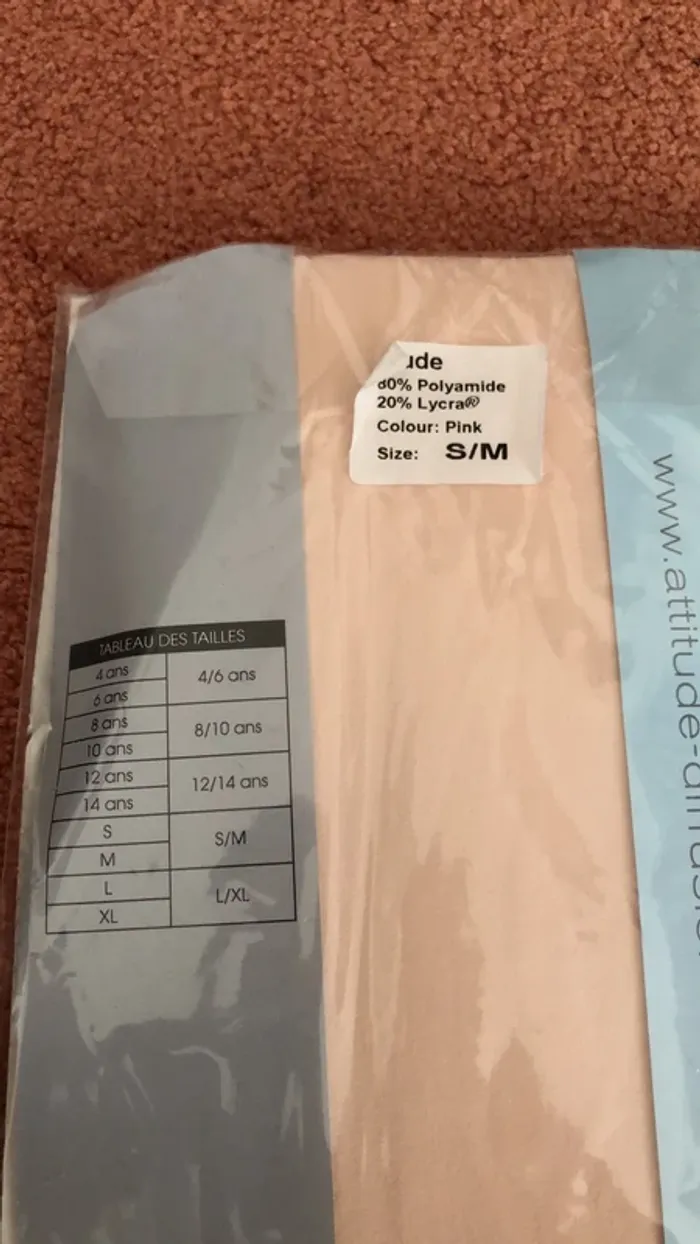 ude
80% Polyamide
20% Lycra®
Colour: Pink
Size: S/M
TABLEAU DES TAILLES
4 ans
6 ans
4/6 ans
8 ans
10 ans
8/10 ans
12 ans
14 ans
12/14 ans
S
M
S/M
L
XL
L/XL
www.attitude-